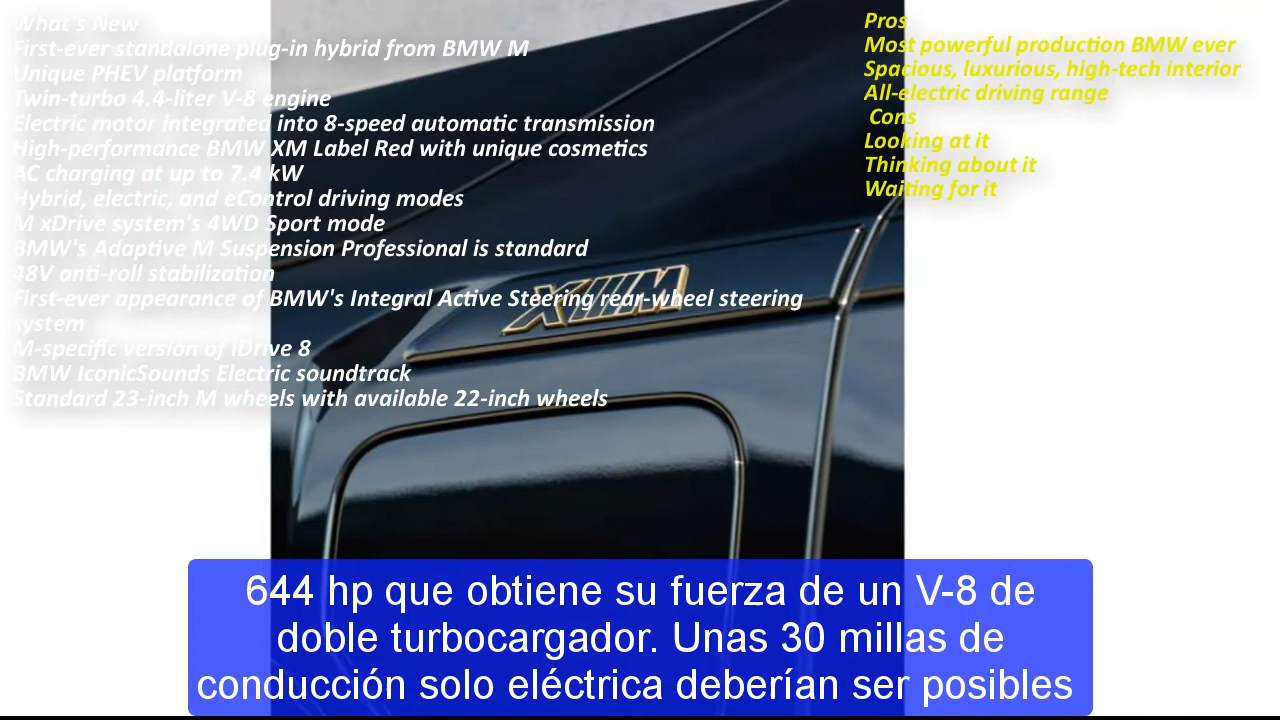 What's New
First-ever standalone plug-in hybrid from BMW M
Unique PHEV platform
Twin-turbo 4.4-liter V-8 engine
Electric motor integrated into 8-speed automatic transmission
High-performance BMW XM Label Red with unique cosmetics
AC charging at up to 7.4 kW
Hybrid, electric, and eControl driving modes
M xDrive system's 4WD Sport mode
BMW's Adaptive M Suspension Professional is standard
48V anti-roll stabilization
First-ever appearance of BMW's Integral Active Steering rear-wheel steering
system
M-specific version of iDrive 8
BMW IconicSounds Electric soundtrack
Standard 23-inch M wheels with available 22-inch wheels
Pros
Most powerful production BMW ever
Spacious, luxurious, high-tech interior
All-electric driving range
Cons
Looking at it
Thinking about it
Waiting for it
XM
644 hp que obtiene su fuerza de un V-8 de
doble turbocargador. Unas 30 millas de
conducción solo eléctrica deberían ser posibles